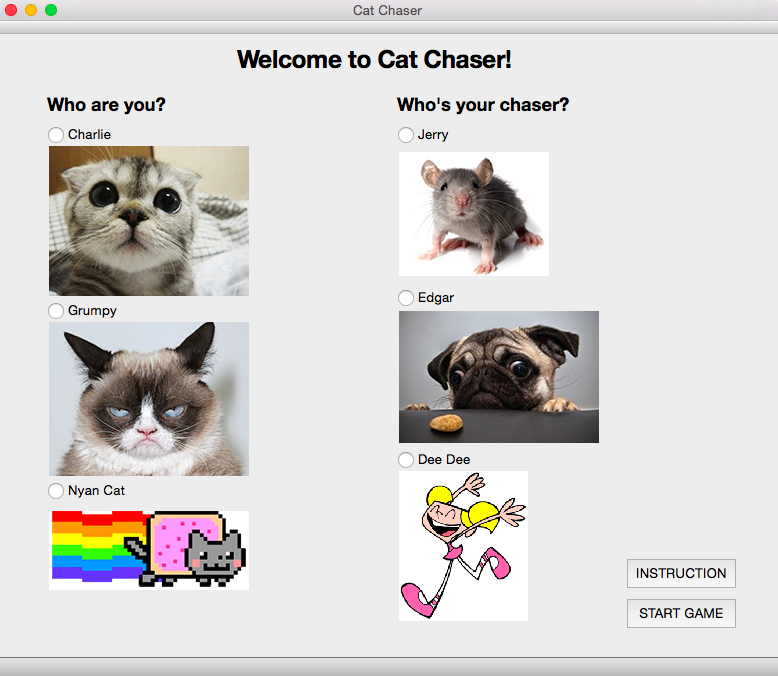 Cat Chaser
Welcome to Cat Chaser!
Who are you?
Charlie
Grumpy
Nyan Cat
Who's your chaser?
Jerry
Edgar
Dee Dee
INSTRUCTION
START GAME